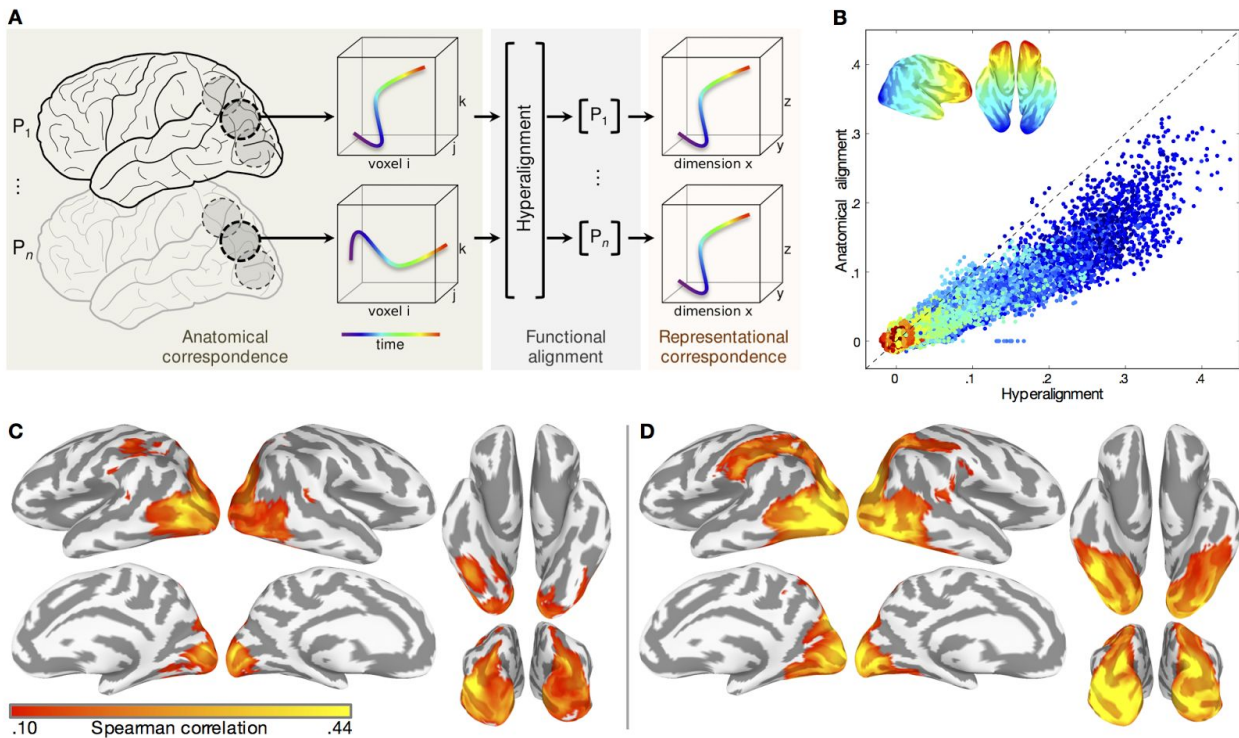 A
P1
⋮
Pn
k
j
voxel i
k
j
voxel i
time
Anatomical
correspondence
Hyperalignment
[P1]
⋮
[Pn]
Functional
alignment
z
y
dimension x
z
y
dimension x
Representational
correspondence
B
Anatomical alignment
.4
.3
.2
.1
0
0
.1
.2
.3
.4
Hyperalignment
C
D
.10
Spearman correlation
.44